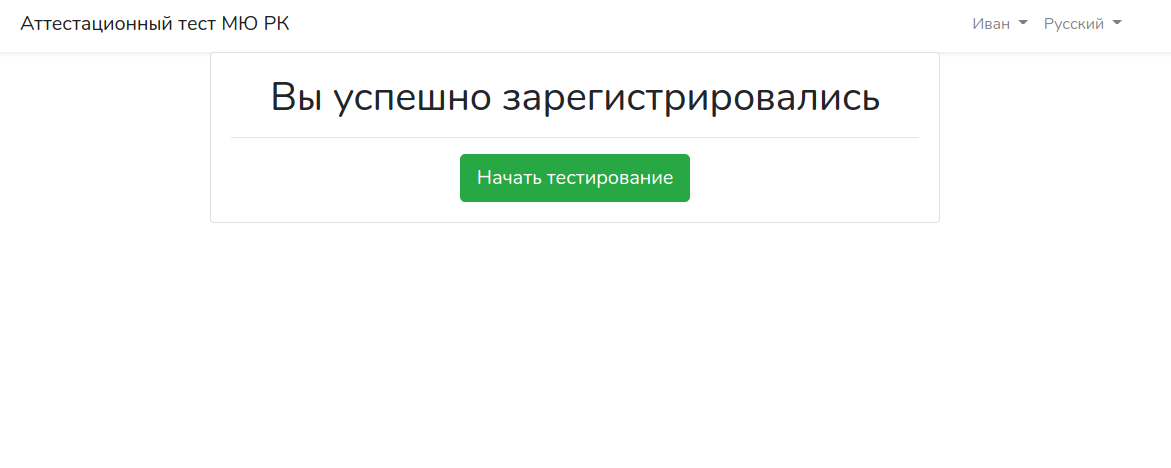 Аттестационный тест МЮ РК
Иван
Русский
Вы успешно зарегистрировались
Начать тестирование